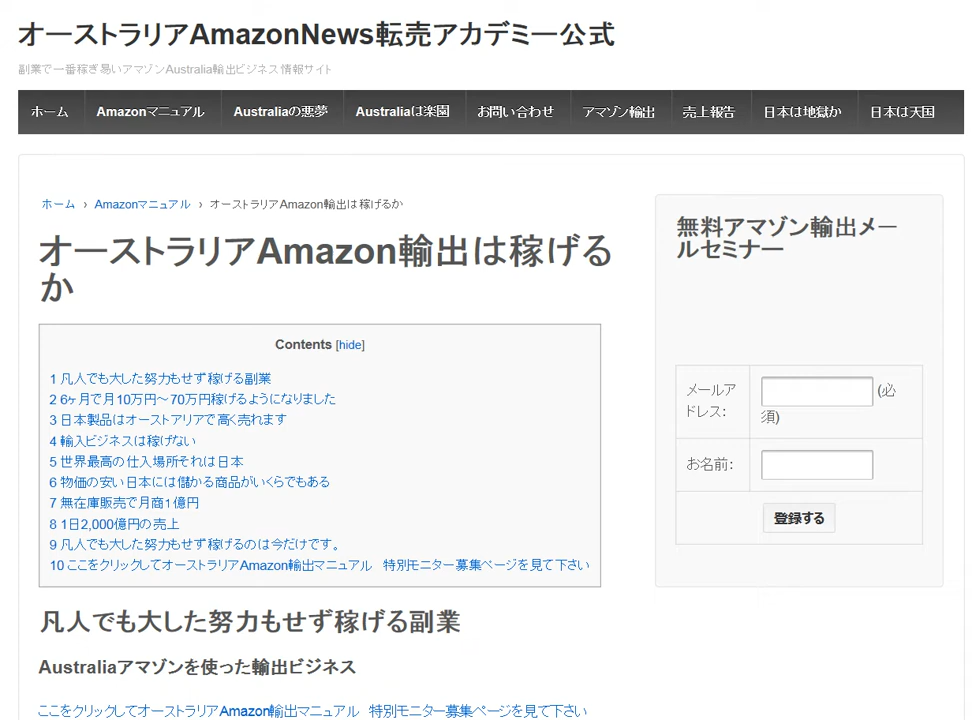 オーストラリアAmazonNews転売アカデミー公式
副業で一番稼ぎ易いアマゾンAustralia輸出ビジネス情報サイト
ホーム Amazonマニュアル Australiaの悪夢 Australiaは楽園 お問い合わせ アマゾン輸出 売上報告 日本は地獄か 日本は天国
ホーム › Amazonマニュアル › オーストラリアAmazon輸出は稼げるか
オーストラリアAmazon輸出は稼げる
か
Contents [hide]
1 凡人でも大した努力もせず稼げる副業
2 6ヶ月で月10万円〜70万円稼げるようになりました
3 日本製品はオーストアリアで高く売れます
4 輸入ビジネスは稼げない
5 世界最高の仕入場所それは日本
6 物価の安い日本には儲かる商品がいくらでもある
7 無在庫販売で月商1億円
8 1日2,000億円の売上
9 凡人でも大した努力もせず稼げるのは今だけです。
10 ここをクリックしてオーストラリアAmazon輸出マニュアル 特別モニター募集ページを見て下さい
凡人でも大した努力もせず稼げる副業
Australiaアマゾンを使った輸出ビジネス
ここをクリックしてオーストラリアAmazon輸出マニュアル 特別モニター募集ページを見て下さい
無料アマゾン輸出メー
ルセミナー
メールア
ドレス:
(必
須)
お名前:
登録する